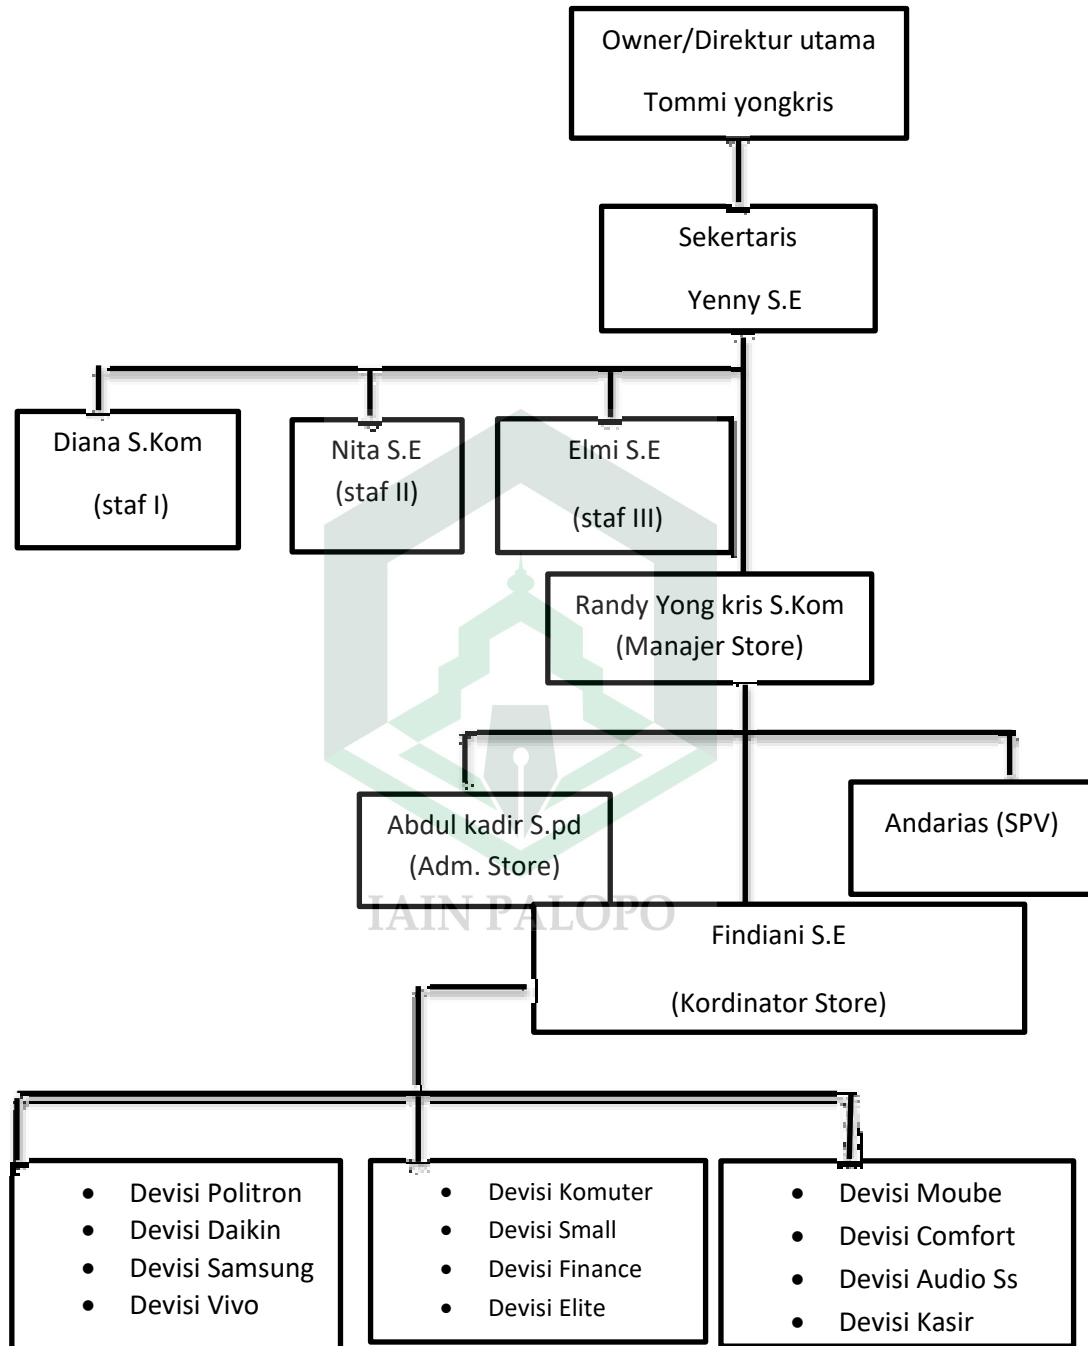 Owner/Direktur utama
Tommi yongkris
Sekertaris
Yenny S.E
Diana S.Kom
(staf I)
Nita S.E
(staf II)
Elmi S.E
(staf III)
Randy Yong kris S.Kom
(Manajer Store)
Abdul kadir S.pd
(Adm. Store)
Andarias (SPV)
IAIN PALOPO
Findiani S.E
(Kordinator Store)
• Devisi Politron
• Devisi Daikin
• Devisi Samsung
• Devisi Vivo
• Devisi Komuter
• Devisi Small
• Devisi Finance
• Devisi Elite
• Devisi Moube
• Devisi Comfort
• Devisi Audio Ss
• Devisi Kasir